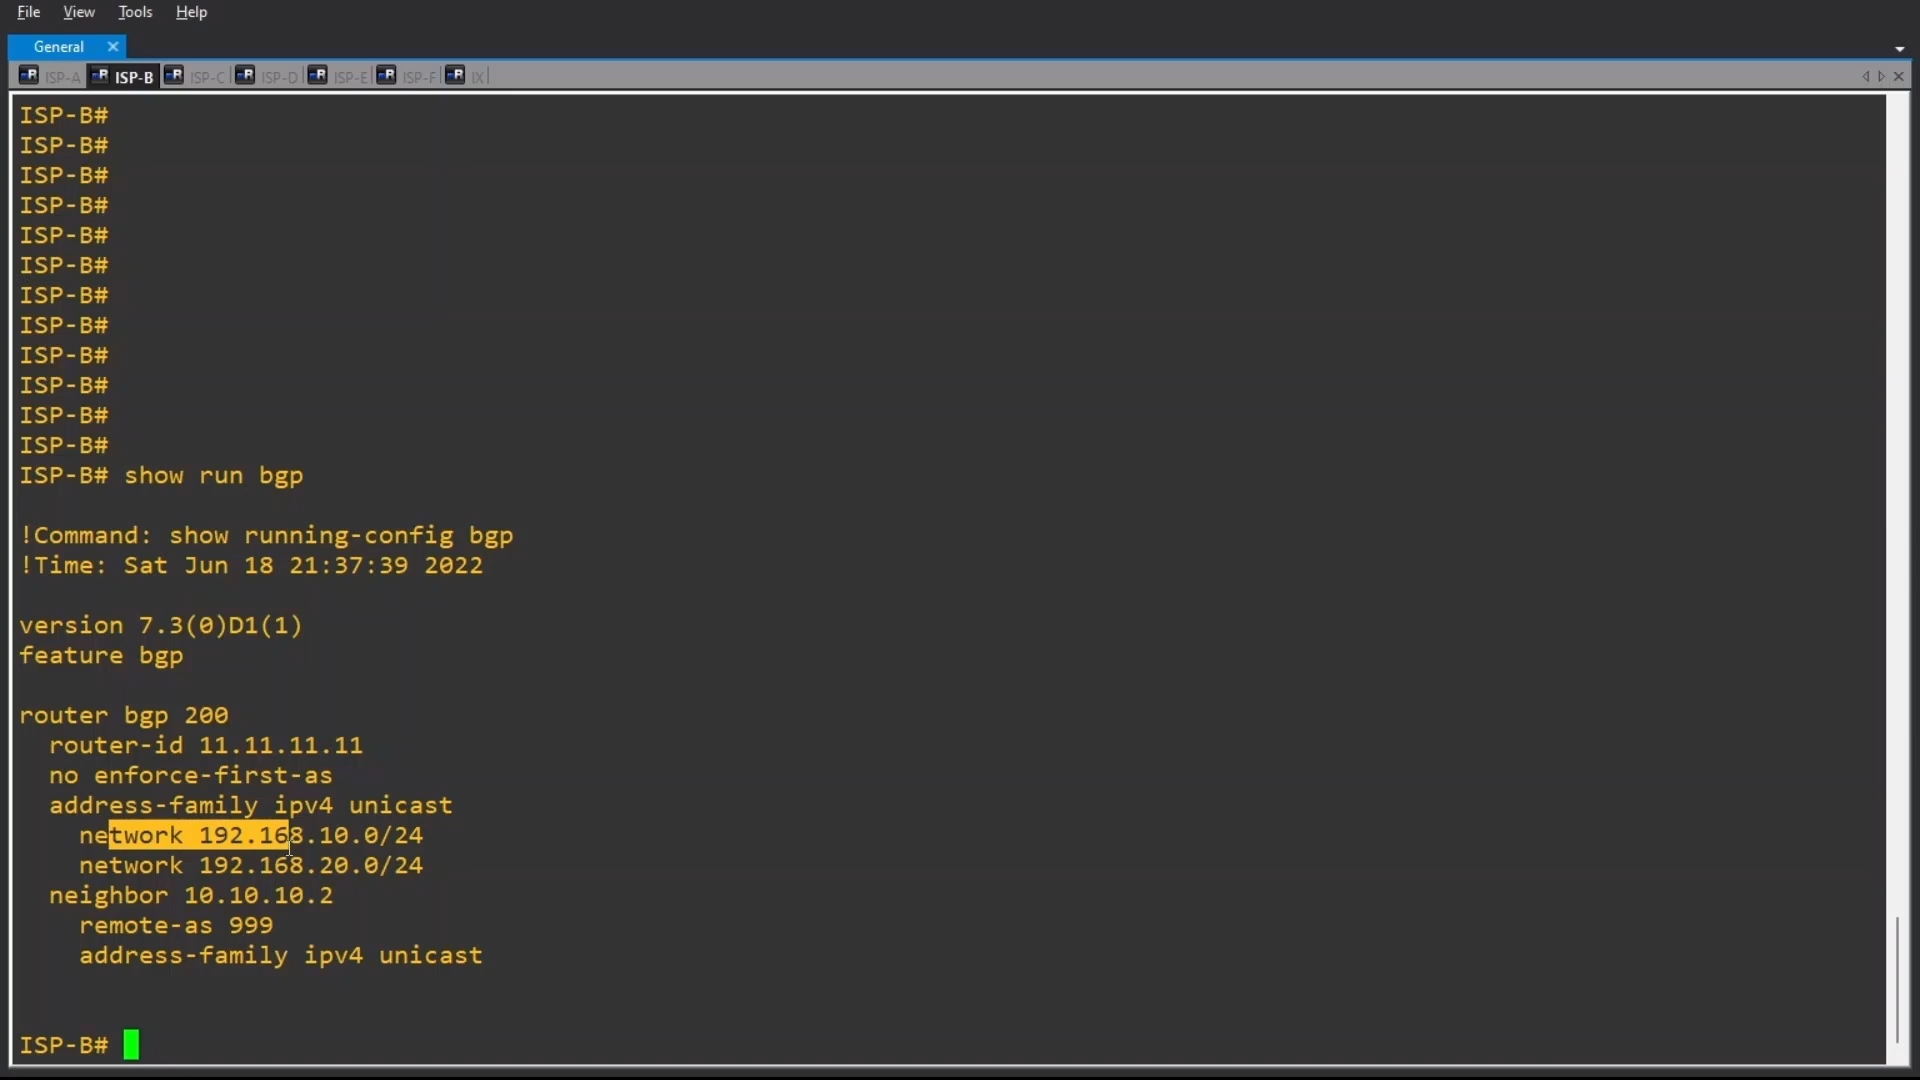 File View Tools Help
General
ISP-A ISP-B ISP-C ISP-D ISP-E ISP-F IX
ISP-B#
ISP-B#
ISP-B#
ISP-B#
ISP-B#
ISP-B#
ISP-B#
ISP-B#
ISP-B#
ISP-B#
ISP-B#
ISP-B#
ISP-B# show run bgp
!Command: show running-config bgp
!Time: Sat Jun 18 21:37:39 2022
version 7.3(0)D1(1)
feature bgp
router bgp 200
router-id 11.11.11.11
no enforce-first-as
address-family ipv4 unicast
network 192.168.10.0/24
network 192.168.20.0/24
neighbor 10.10.10.2
remote-as 999
address-family ipv4 unicast
ISP-B#